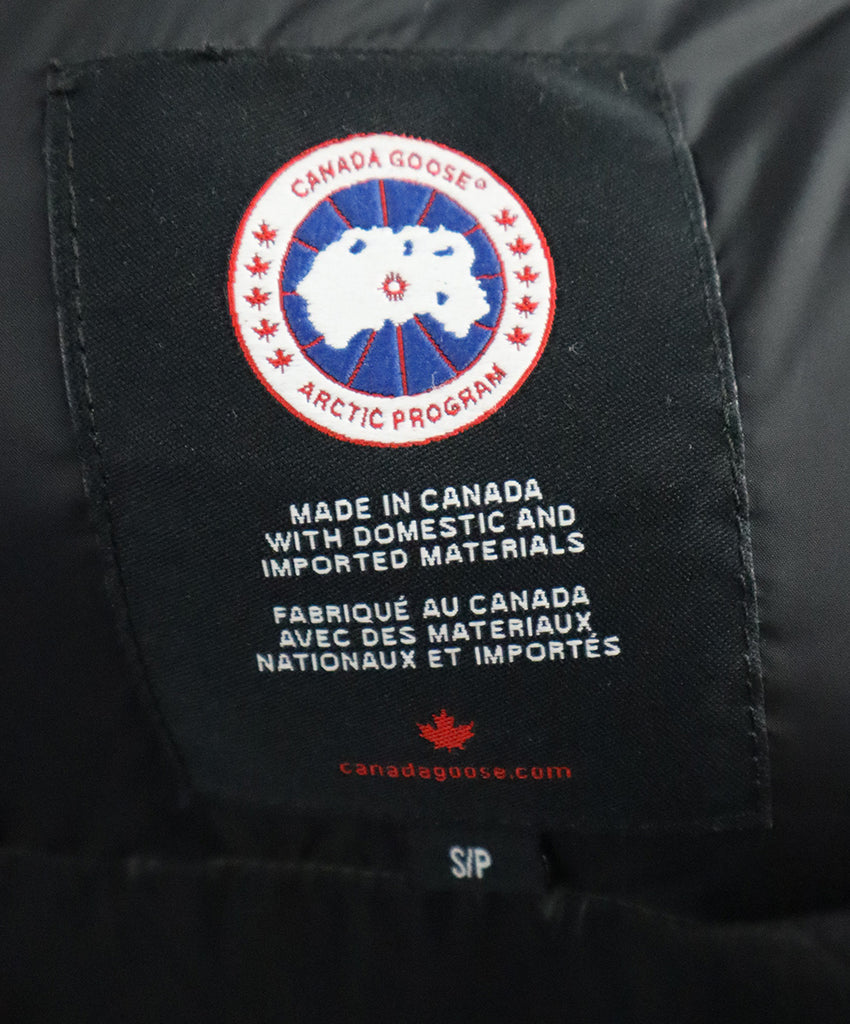 CANADA GOOSE®
ARCTIC PROGRAM
MADE IN CANADA
WITH DOMESTIC AND
IMPORTED MATERIALS
FABRIQUÉ AU CANADA
AVEC DES MATERIAUX
NATIONAUX ET IMPORTÉS
canadagoose.com
S/P